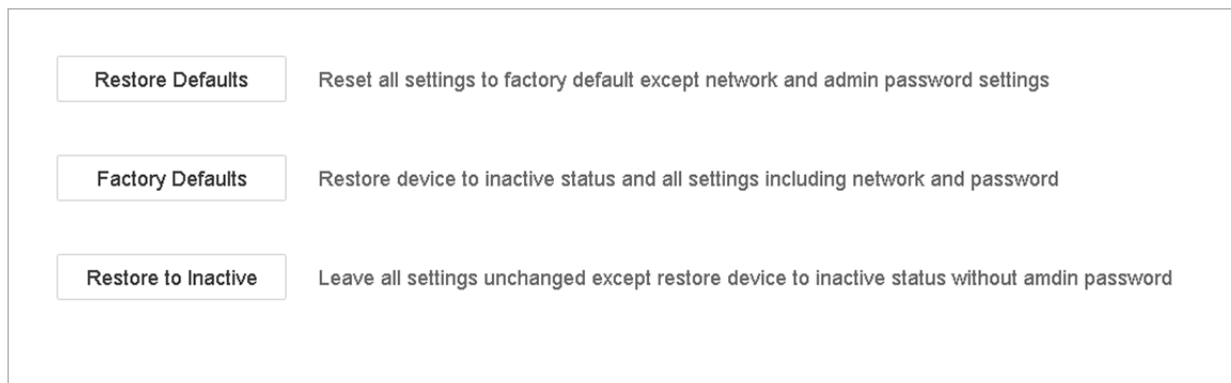 Restore Defaults Reset all settings to factory default except network and admin password settings
Factory Defaults Restore device to inactive status and all settings including network and password
Restore to Inactive Leave all settings unchanged except restore device to inactive status without amdin password